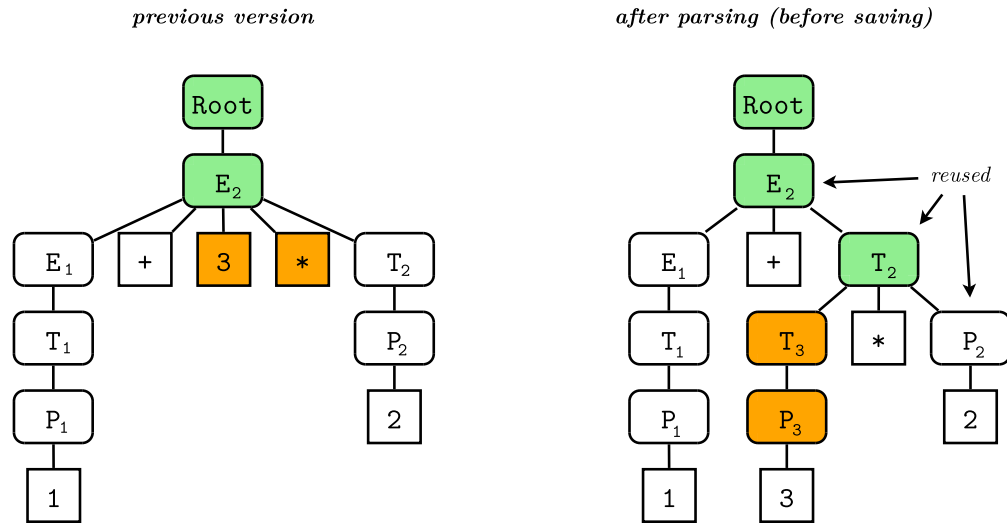 previous version
after parsing (before saving)
Root
Root
E₂
E₂
reused
E₁
+
3
*
T₂
E₁
+
T₂
T₁
P₂
T₁
T₃
*
P₂
P₁
2
P₁
P₃
2
1
1
3